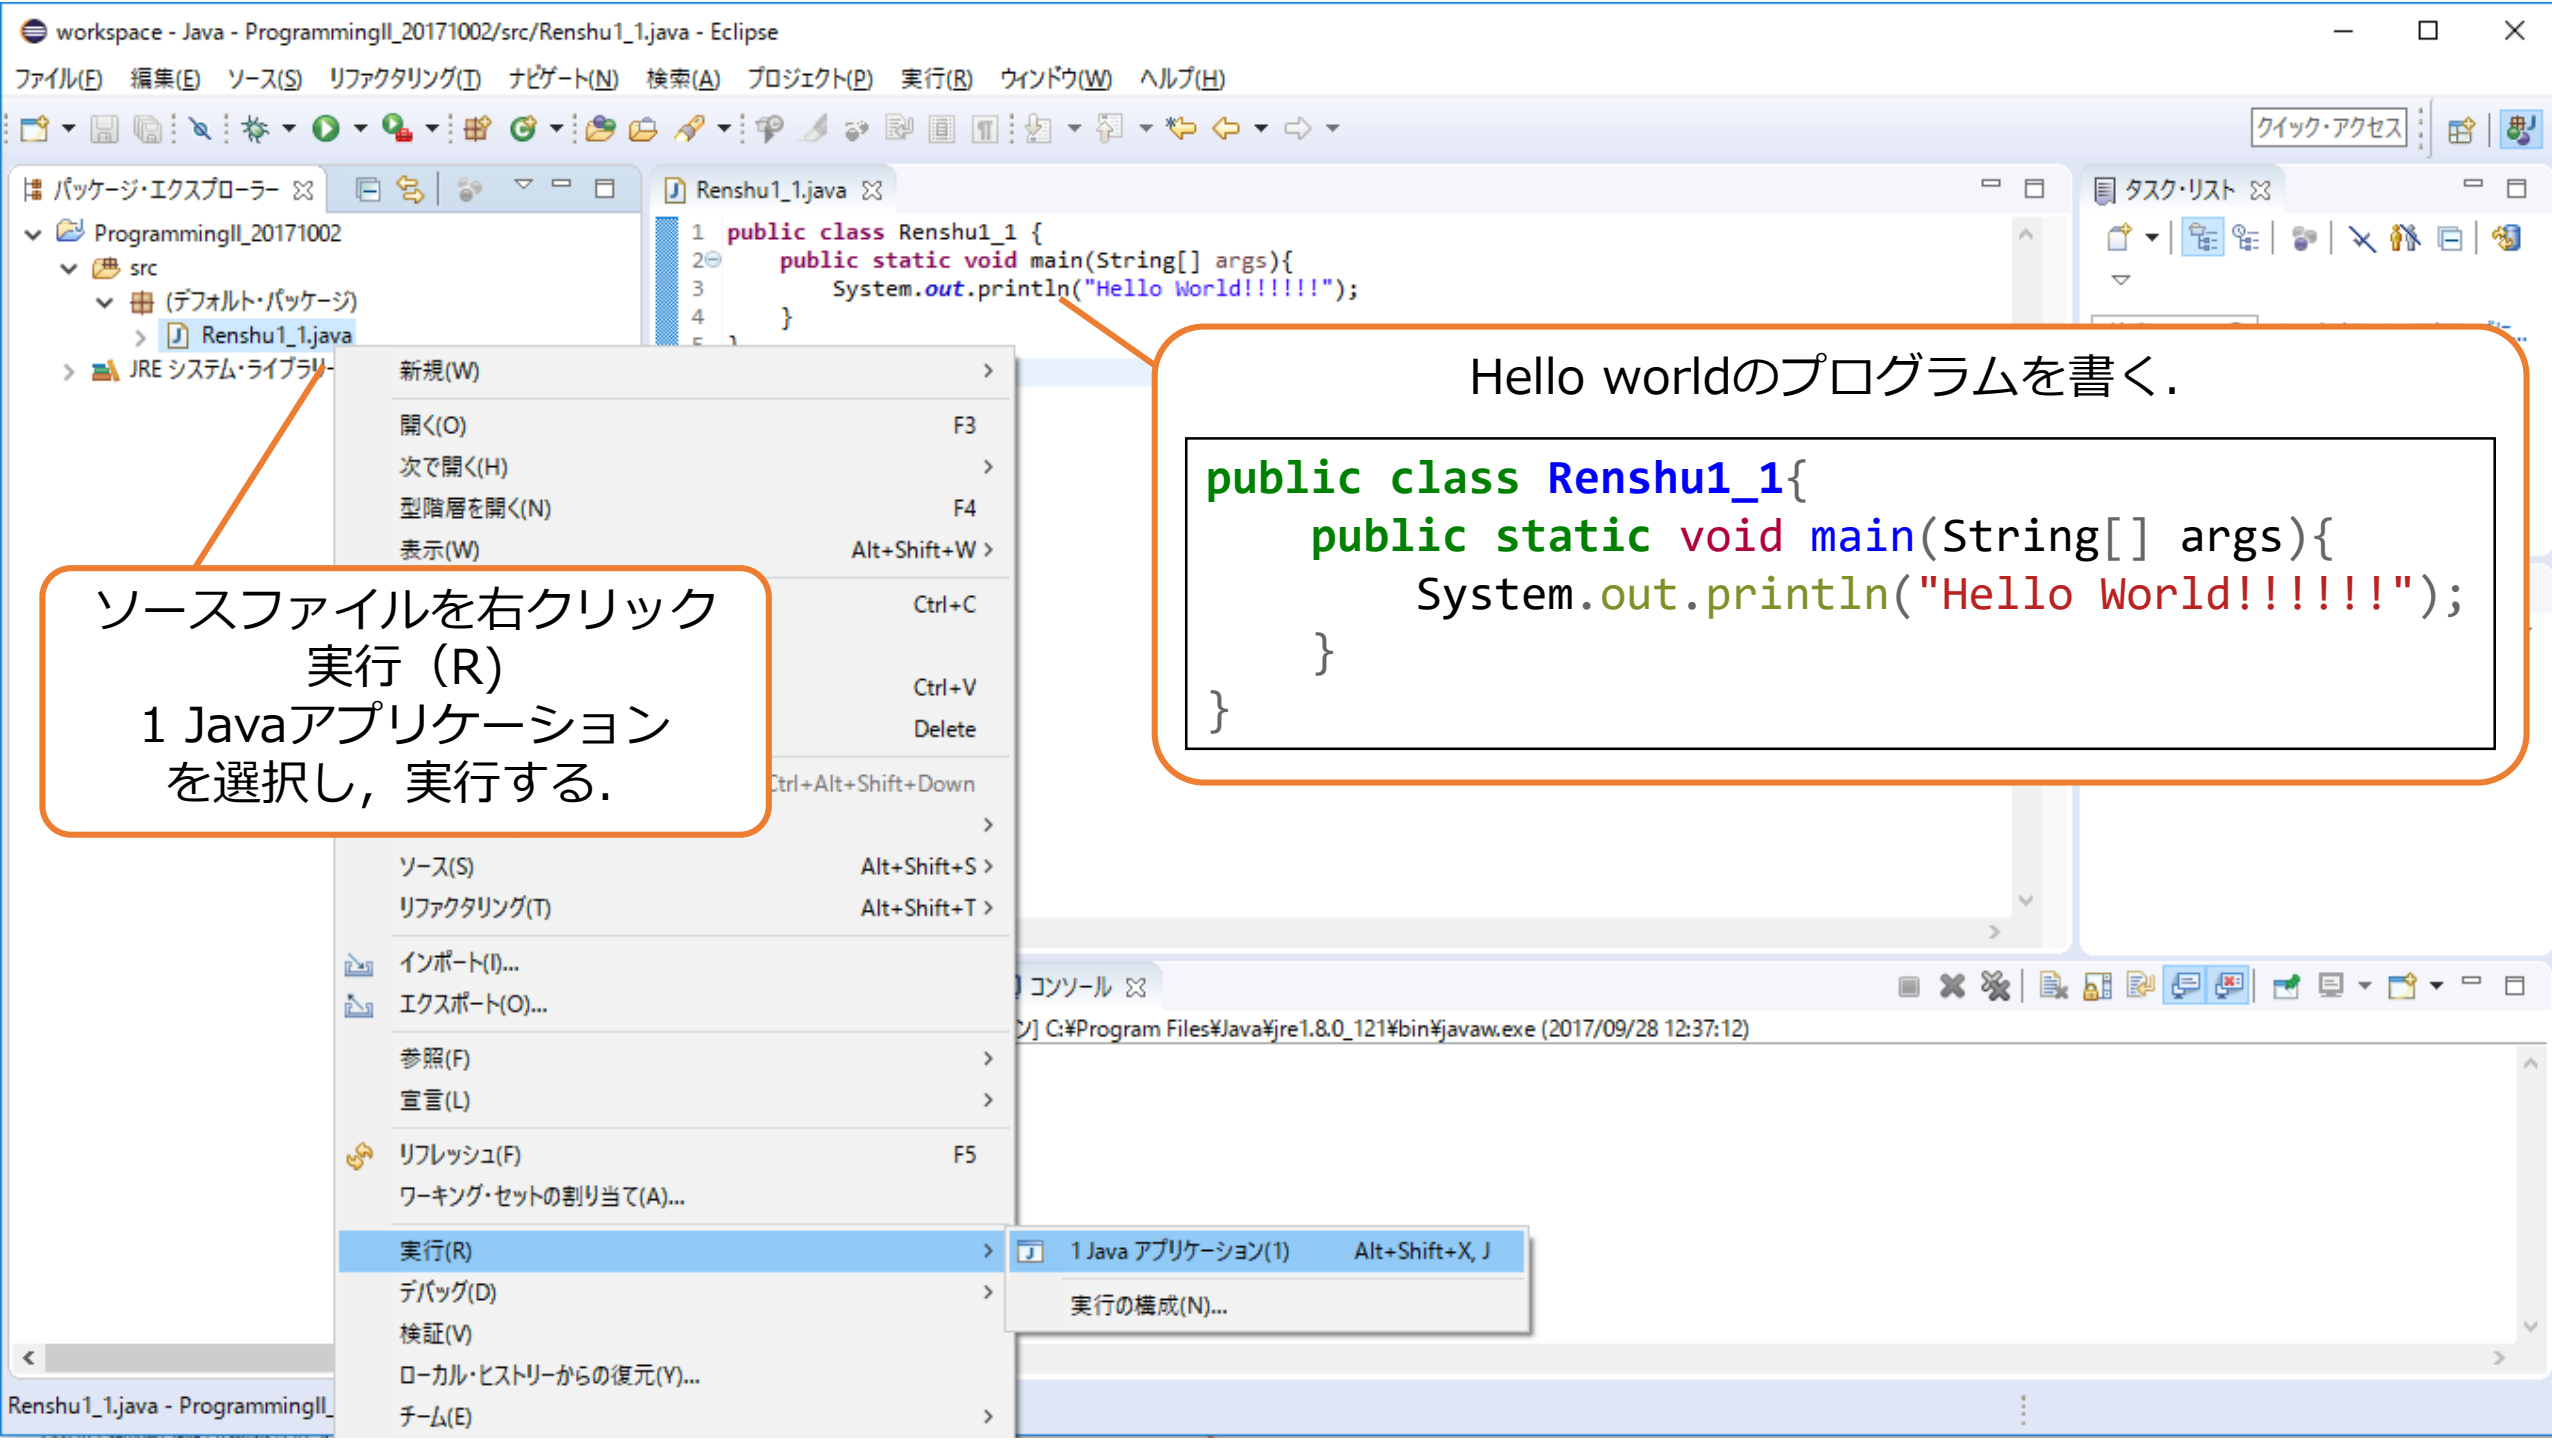 workspace - Java - ProgrammingII_20171002/src/Renshu1_1.java - Eclipse
ファイル(F) 編集(E) ソース(S) リファクタリング(T) ナビゲート(N) 検索(A) プロジェクト(P) 実行(R) ウィンドウ(W) ヘルプ(H)
クイック・アクセス
パッケージ・エクスプローラー
ProgrammingII_20171002
src
(デフォルト・パッケージ)
Renshu1_1.java
JRE システム・ライブラリー
Renshu1_1.java
1 public class Renshu1_1 {
2 public static void main(String[] args){
3 System.out.println("Hello World!!!!!!");
4 }
5 }
タスク・リスト
Hello worldのプログラムを書く.
public class Renshu1_1{
public static void main(String[] args){
System.out.println("Hello World!!!!!!");
}
}
ソースファイルを右クリック
実行（R)
1 Javaアプリケーション
を選択し，実行する.
新規(W)
開く(O) F3
次で開く(H)
型階層を開く(N) F4
表示(W) Alt+Shift+W
Ctrl+C
Ctrl+V
Delete
Ctrl+Alt+Shift+Down
ソース(S) Alt+Shift+S
リファクタリング(T) Alt+Shift+T
インポート(I)...
エクスポート(O)...
参照(F)
宣言(L)
リフレッシュ(F) F5
ワーキング・セットの割り当て(A)...
実行(R)
デバッグ(D)
検証(V)
ローカル・ヒストリーからの復元(Y)...
チーム(E)
1 Java アプリケーション(1) Alt+Shift+X, J
実行の構成(N)...
コンソール
ン] C:¥Program Files¥Java¥jre1.8.0_121¥bin¥javaw.exe (2017/09/28 12:37:12)
Renshu1_1.java - ProgrammingII_